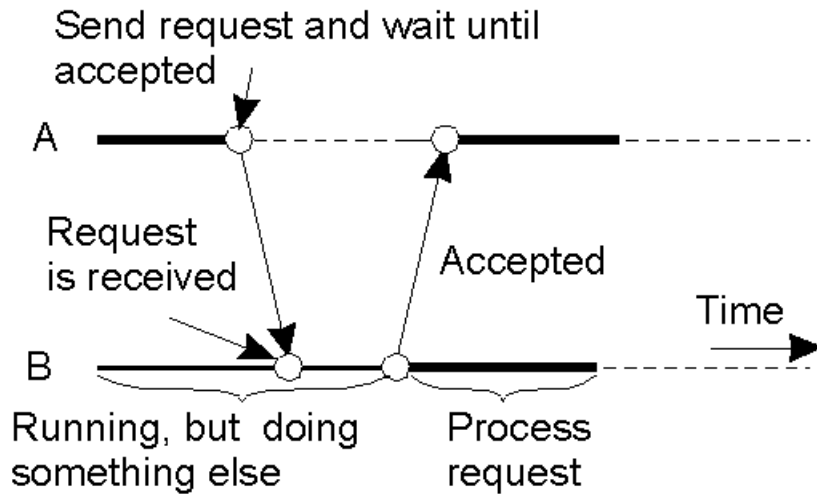 Send request and wait until
accepted
A
Request
is received
Accepted
Time
B
Running, but doing
something else
Process
request